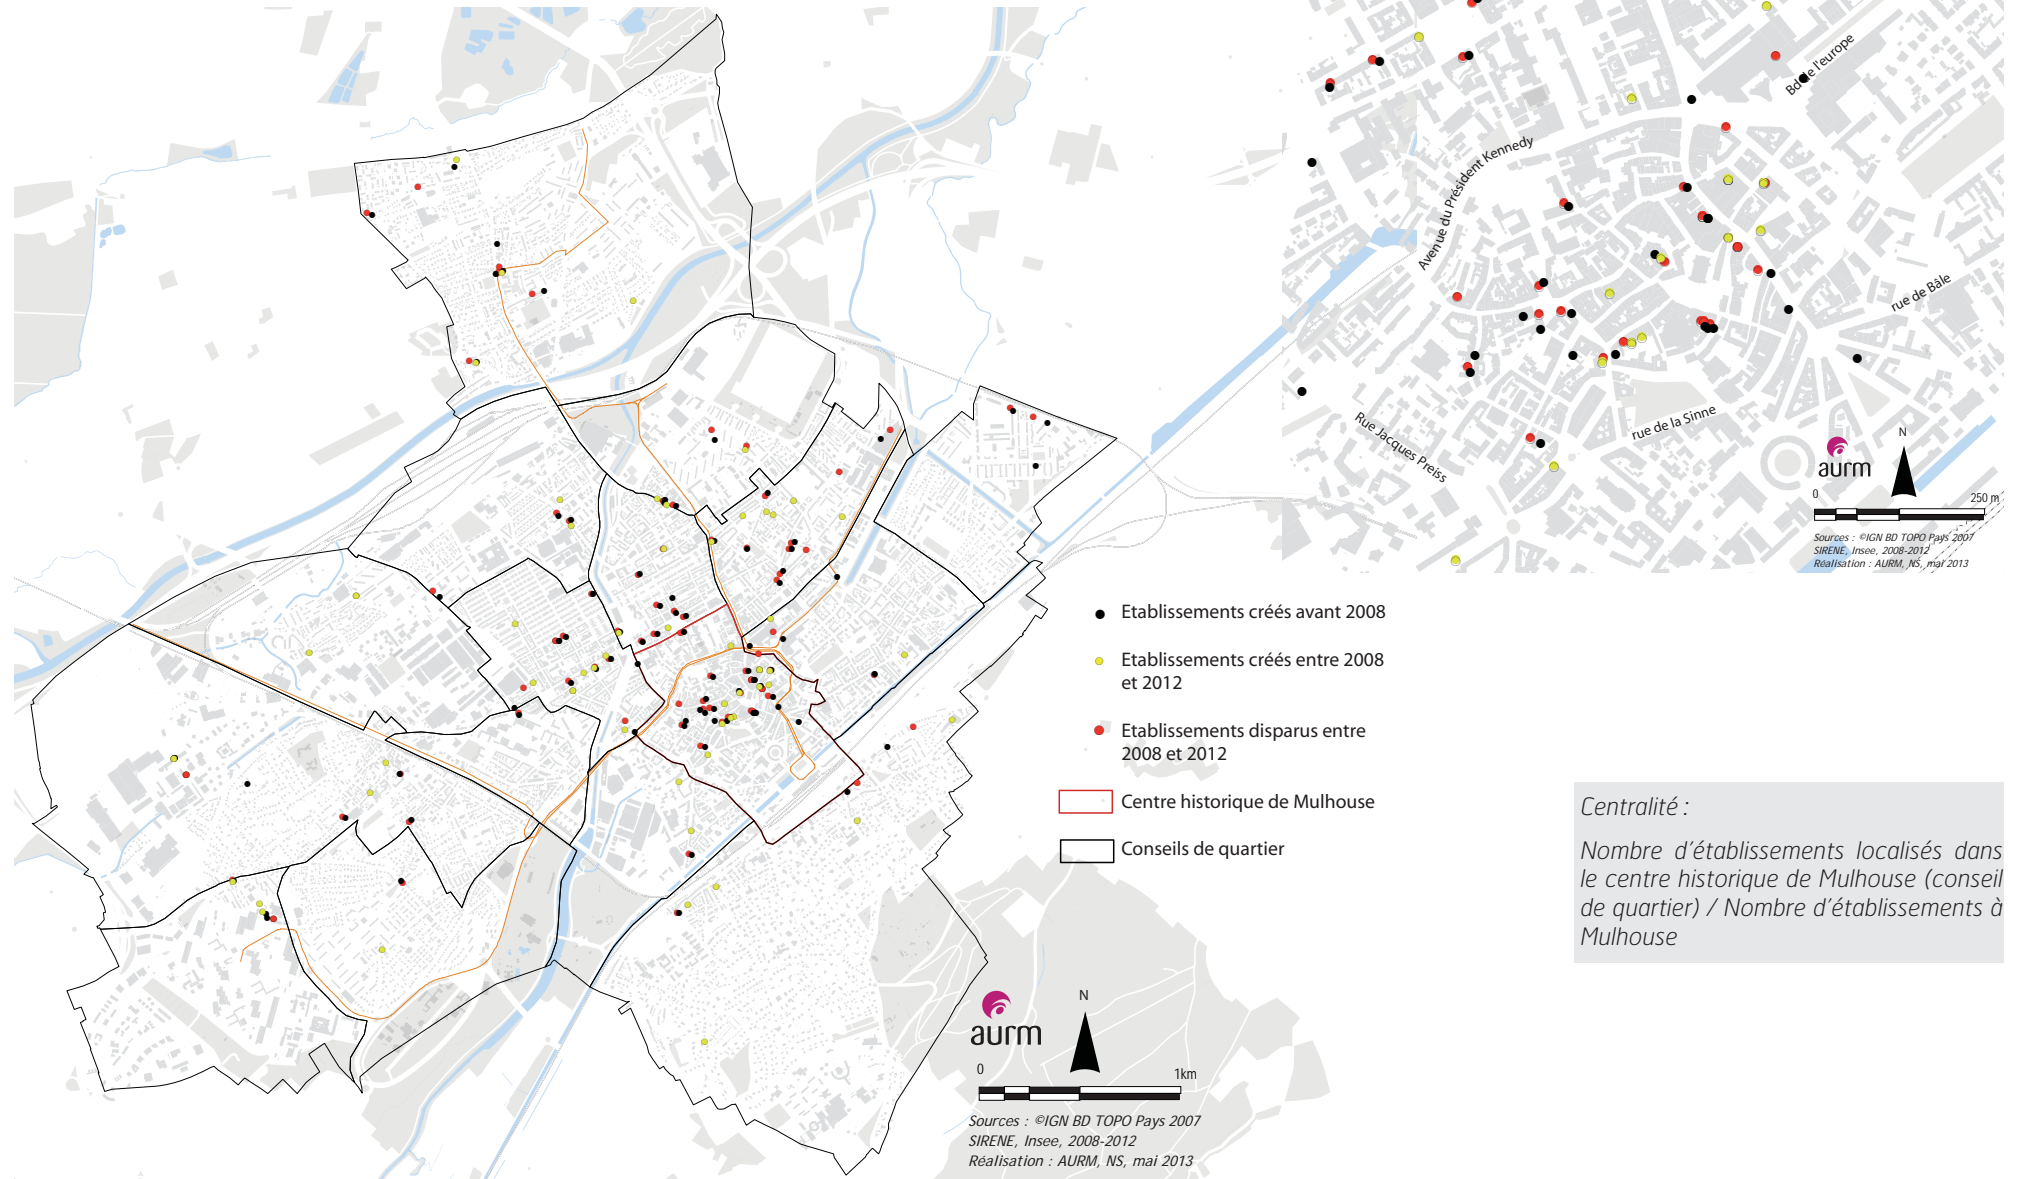 Bd de l'europe
Avenue du Président Kennedy
rue de Bâle
Rue Jacques Preiss
rue de la Sinne
aurm
N
0
250 m
Sources : ©IGN BD TOPO Pays 2007
SIRENE, Insee, 2008-2012
Réalisation : AURM, NS, mai 2013
Etablissements créés avant 2008
Etablissements créés entre 2008
et 2012
Etablissements disparus entre
2008 et 2012
Centre historique de Mulhouse
Conseils de quartier
Centralité :
Nombre d'établissements localisés dans
le centre historique de Mulhouse (conseil
de quartier) / Nombre d'établissements à
Mulhouse
aurm
N
0
1km
Sources : ©IGN BD TOPO Pays 2007
SIRENE, Insee, 2008-2012
Réalisation : AURM, NS, mai 2013